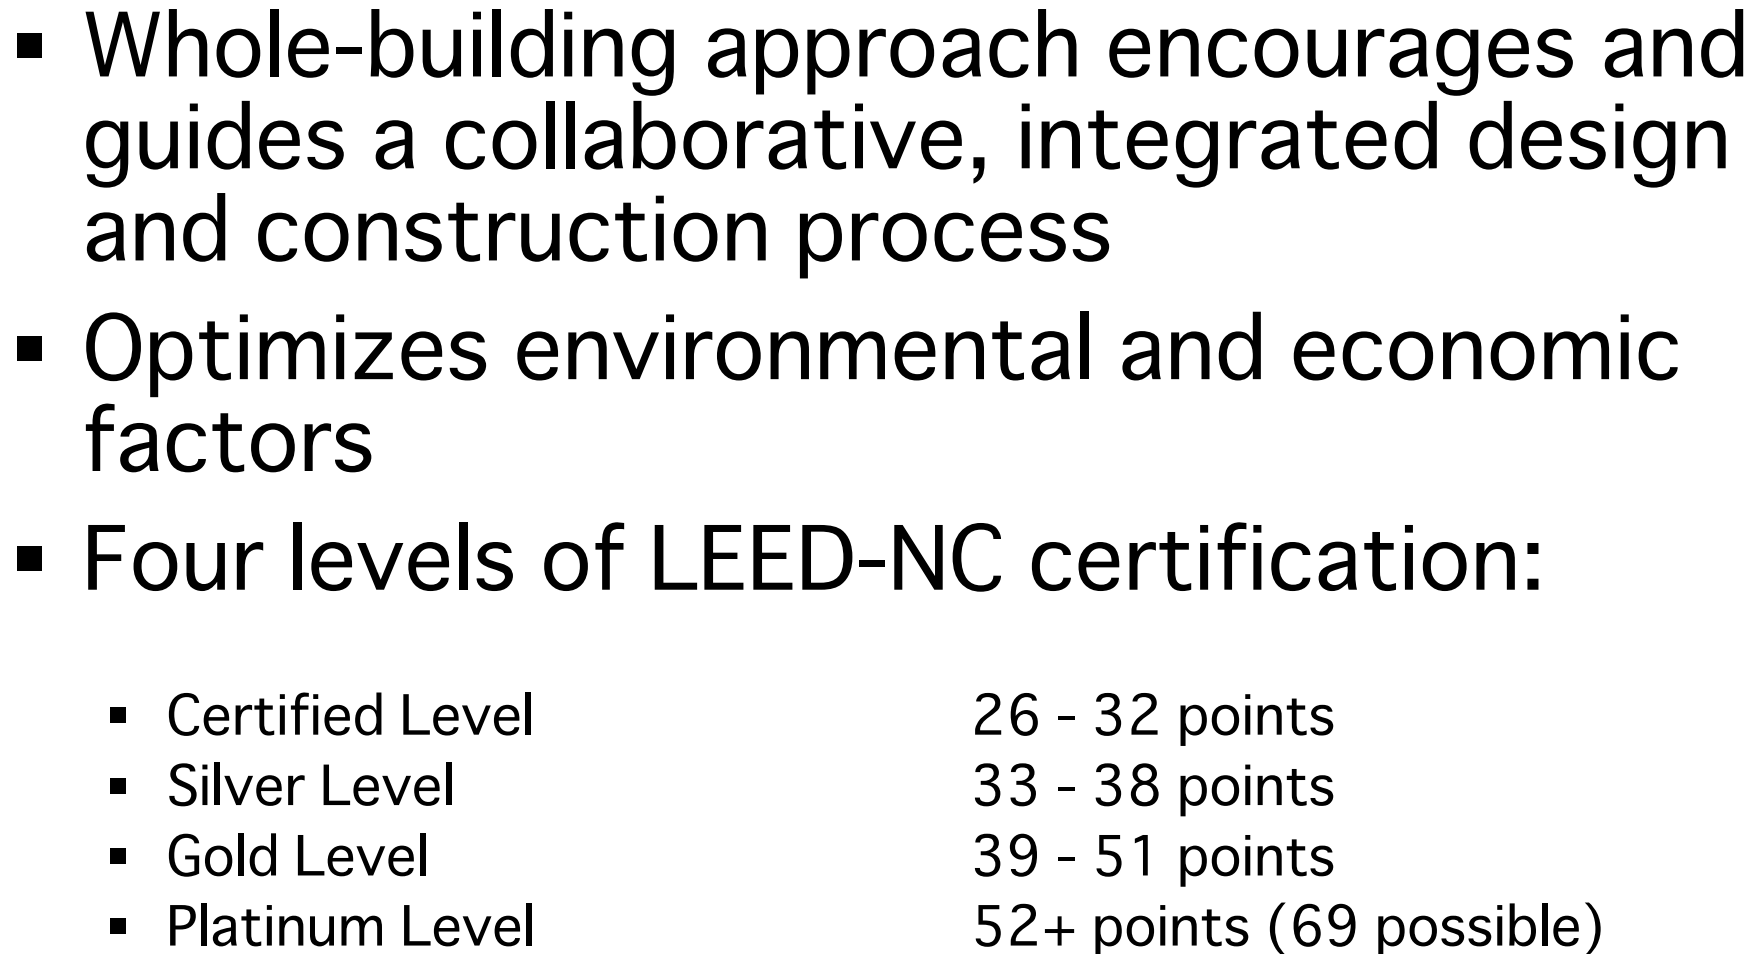 ▪ Whole-building approach encourages and
guides a collaborative, integrated design
and construction process
▪ Optimizes environmental and economic
factors
▪ Four levels of LEED-NC certification:
▪ Certified Level 26 - 32 points
▪ Silver Level 33 - 38 points
▪ Gold Level 39 - 51 points
▪ Platinum Level 52+ points (69 possible)